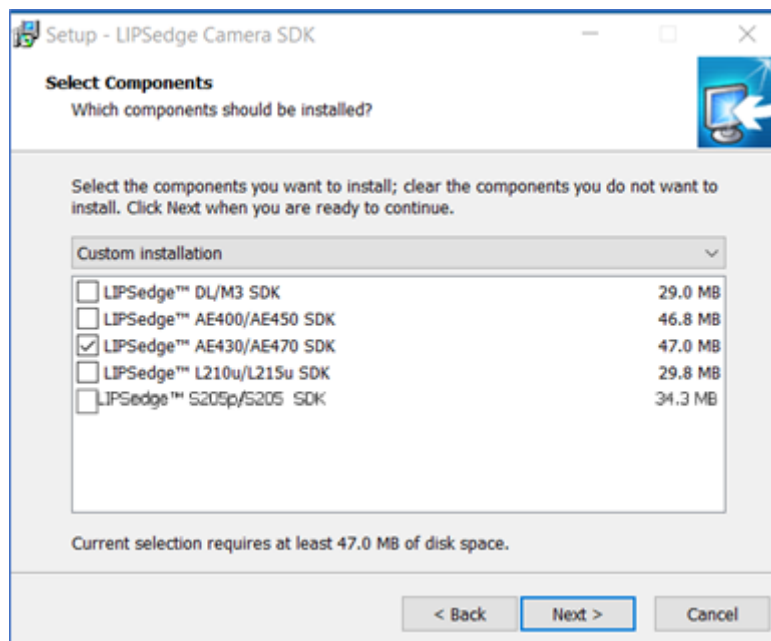 Setup - LIPSedge Camera SDK
Select Components
Which components should be installed?
Select the components you want to install; clear the components you do not want to
install. Click Next when you are ready to continue.
Custom installation
LIPSedge™ DL/M3 SDK 29.0 MB
LIPSedge™ AE400/AE450 SDK 46.8 MB
LIPSedge™ AE430/AE470 SDK 47.0 MB
LIPSedge™ L210u/L215u SDK 29.8 MB
LIPSedge™ S205p/S205 SDK 34.3 MB
Current selection requires at least 47.0 MB of disk space.
< Back Next > Cancel